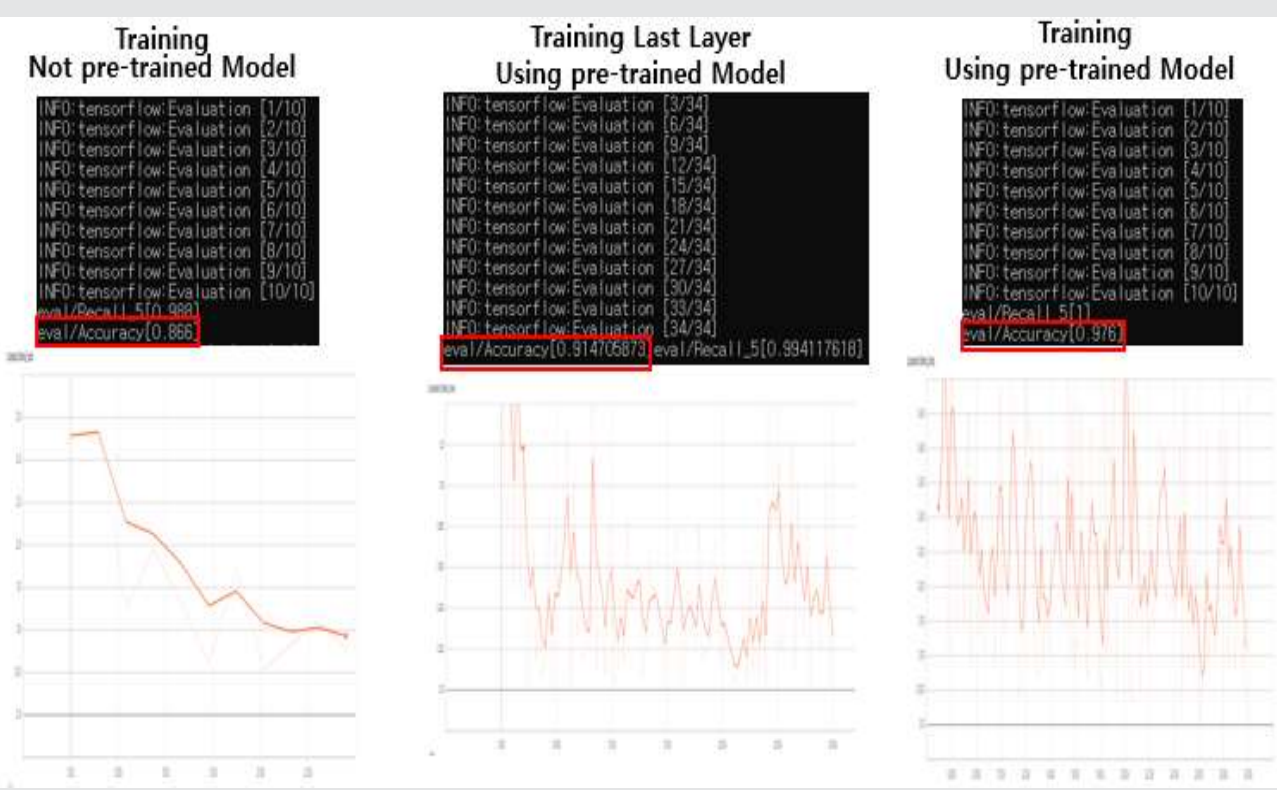 Training
Not pre-trained Model
INFO:tensorflow:Evaluation [1/10]
INFO:tensorflow:Evaluation [2/10]
INFO:tensorflow:Evaluation [3/10]
INFO:tensorflow:Evaluation [4/10]
INFO:tensorflow:Evaluation [5/10]
INFO:tensorflow:Evaluation [6/10]
INFO:tensorflow:Evaluation [7/10]
INFO:tensorflow:Evaluation [8/10]
INFO:tensorflow:Evaluation [9/10]
INFO:tensorflow:Evaluation [10/10]
eval/Recall_5[0.988]
eval/Accuracy[0.866]
Training Last Layer
Using pre-trained Model
INFO:tensorflow:Evaluation [3/34]
INFO:tensorflow:Evaluation [6/34]
INFO:tensorflow:Evaluation [9/34]
INFO:tensorflow:Evaluation [12/34]
INFO:tensorflow:Evaluation [15/34]
INFO:tensorflow:Evaluation [18/34]
INFO:tensorflow:Evaluation [21/34]
INFO:tensorflow:Evaluation [24/34]
INFO:tensorflow:Evaluation [27/34]
INFO:tensorflow:Evaluation [30/34]
INFO:tensorflow:Evaluation [33/34]
INFO:tensorflow:Evaluation [34/34]
eval/Accuracy[0.914705873] eval/Recall_5[0.994117618]
Training
Using pre-trained Model
INFO:tensorflow:Evaluation [1/10]
INFO:tensorflow:Evaluation [2/10]
INFO:tensorflow:Evaluation [3/10]
INFO:tensorflow:Evaluation [4/10]
INFO:tensorflow:Evaluation [5/10]
INFO:tensorflow:Evaluation [6/10]
INFO:tensorflow:Evaluation [7/10]
INFO:tensorflow:Evaluation [8/10]
INFO:tensorflow:Evaluation [9/10]
INFO:tensorflow:Evaluation [10/10]
eval/Recall_5[1]
eval/Accuracy[0.976]